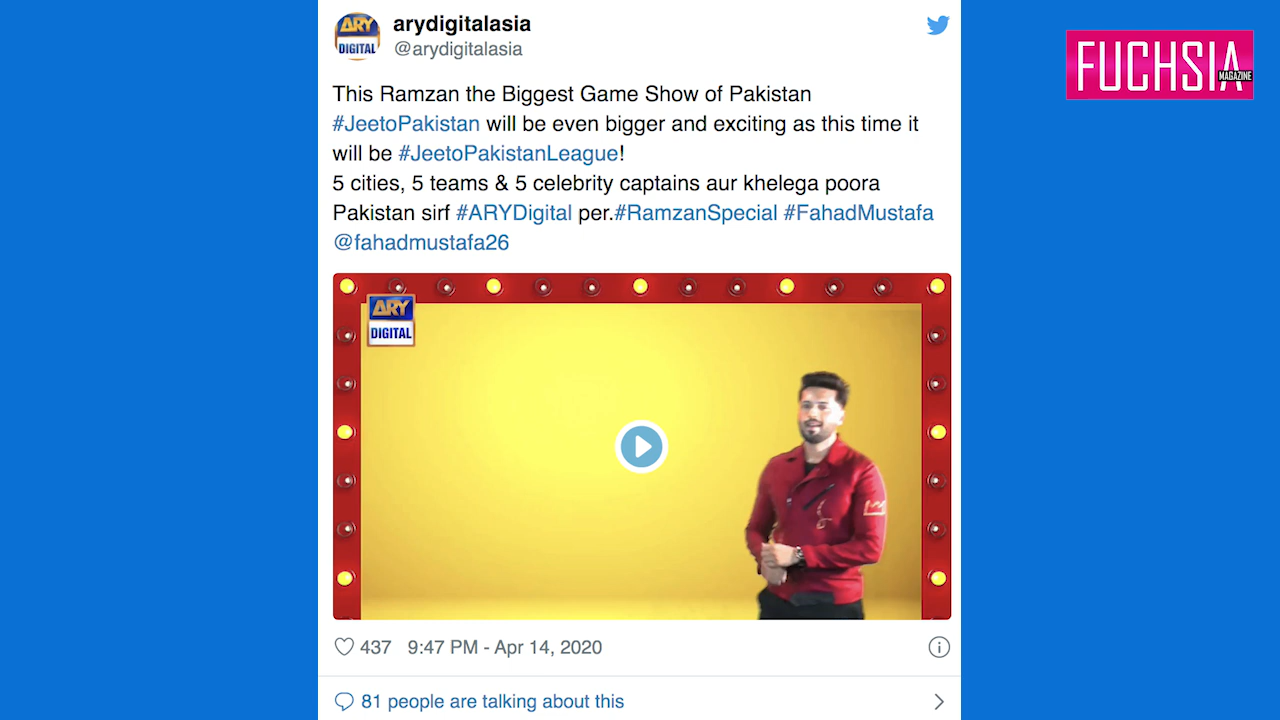 arydigitalasia
@arydigitalasia
FUCHSIA
MAGAZINE
This Ramzan the Biggest Game Show of Pakistan
#JeetoPakistan will be even bigger and exciting as this time it
will be #JeetoPakistanLeague!
5 cities, 5 teams & 5 celebrity captains aur khelega poora
Pakistan sirf #ARYDigital per.#RamzanSpecial #FahadMustafa
@fahadmustafa26
ARY
DIGITAL
ARY
DIGITAL
437 9:47 PM - Apr 14, 2020
81 people are talking about this